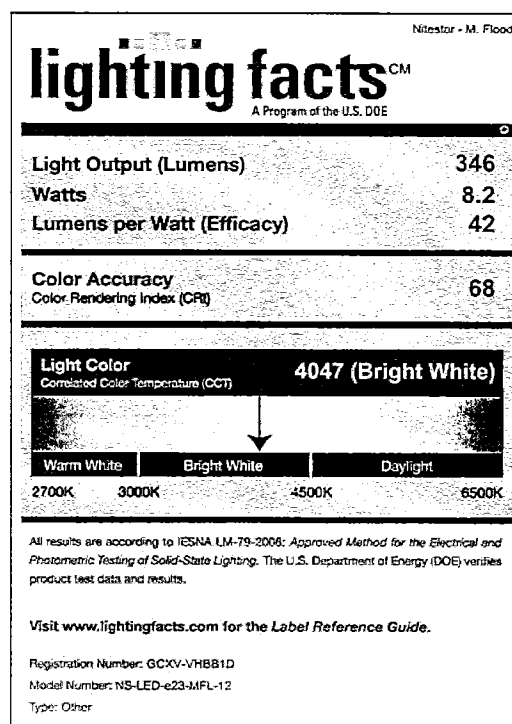 Nitestar - M. Flood
lighting facts CM
A Program of the U.S. DOE
Light Output (Lumens) 346
Watts 8.2
Lumens per Watt (Efficacy) 42
Color Accuracy 68
Color Rendering Index (CRI)
Light Color 4047 (Bright White)
Correlated Color Temperature (CCT)
Warm White Bright White Daylight
2700K 3000K 4500K 6500K
All results are according to IESNA LM-79-2008: Approved Method for the Electrical and
Photometric Testing of Solid-State Lighting. The U.S. Department of Energy (DOE) verifies
product test data and results.
Visit www.lightingfacts.com for the Label Reference Guide.
Registration Number: GCXV-VHBB1D
Model Number: NS-LED-e23-MFL-12
Type: Other